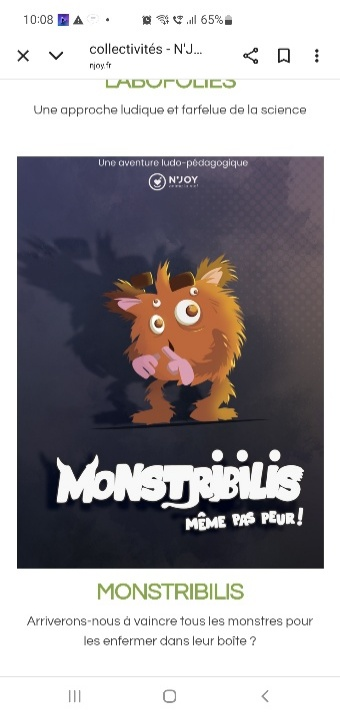 10:08 65%
collectivités - N'J...
njoy.fr
LABOFOLIES
Une approche ludique et farfelue de la science
Une aventure ludo-pédagogique
N'JOY
MONSTRIBILIS
MÊME PAS PEUR!
MONSTRIBILIS
Arriverons-nous à vaincre tous les monstres pour
les enfermer dans leur boîte ?